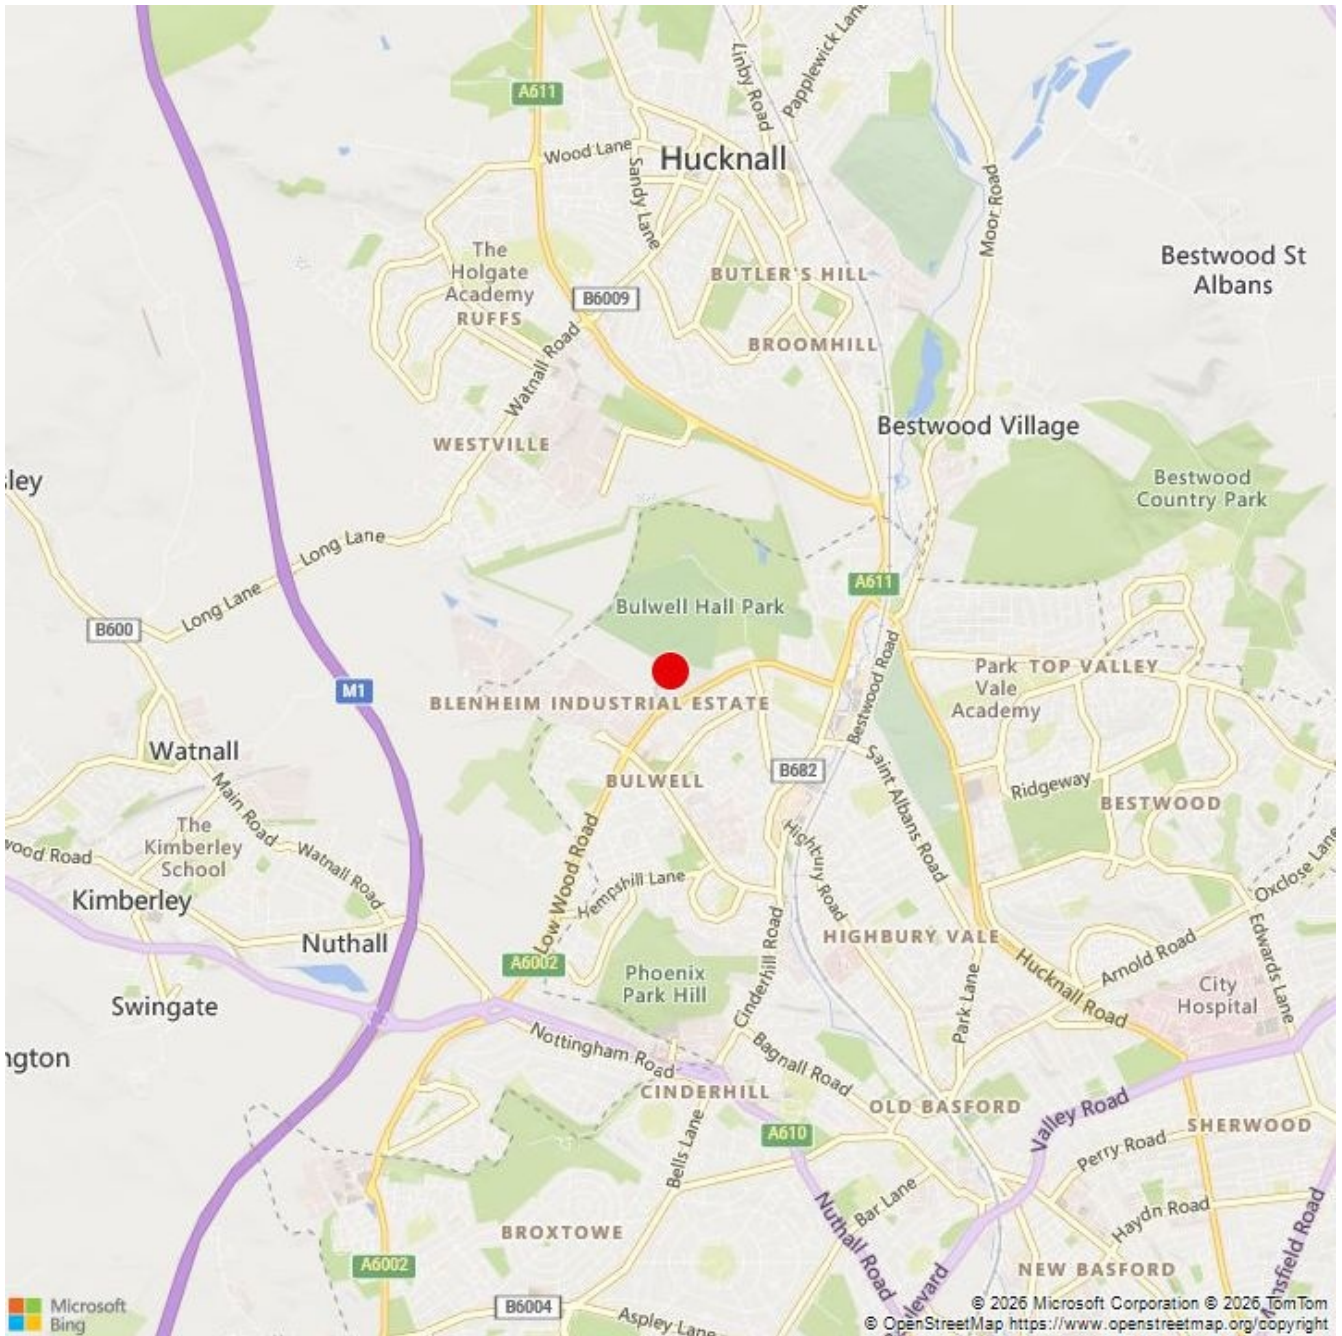 A611
Linby Road
Papplewick Lane
Wood Lane
Hucknall
Sandy Lane
Moor Road
The
Holgate
Academy
RUFFS
BUTLER'S HILL
Bestwood St
Albans
B6009
BROOMHILL
Watnall Road
WESTVILLE
Bestwood Village
sley
Bestwood
Country Park
Long Lane
Long Lane
A611
Bulwell Hall Park
B600
Bestwood Road
Park
Vale
Academy
TOP VALLEY
M1
BLENHEIM INDUSTRIAL ESTATE
Watnall
BULWELL
B682
Saint Albans Road
Ridgeway
BESTWOOD
Main Road
The
Kimberley
School
wood Road
Watnall Road
Low Wood Road
Highbury Road
Hempshill Lane
Oxclose Lane
Kimberley
Nuthall
Cinderhill Road
HIGHBURY VALE
Edwards Lane
A6002
Phoenix
Park Hill
Arnold Road
Hucknall Road
City
Hospital
Park Lane
Swingate
ngton
Nottingham Road
Bagnall Road
CINDERHILL
OLD BASFORD
Valley Road
SHERWOOD
A610
Bells Lane
Perry Road
Bar Lane
Haydn Road
Nuthall Road
Mansfield Road
BROXTOWE
A6002
NEW BASFORD
levard
B6004
Aspley Lane
Microsoft
Bing
© 2026 Microsoft Corporation © 2026 TomTom
© OpenStreetMap https://www.openstreetmap.org/copyright